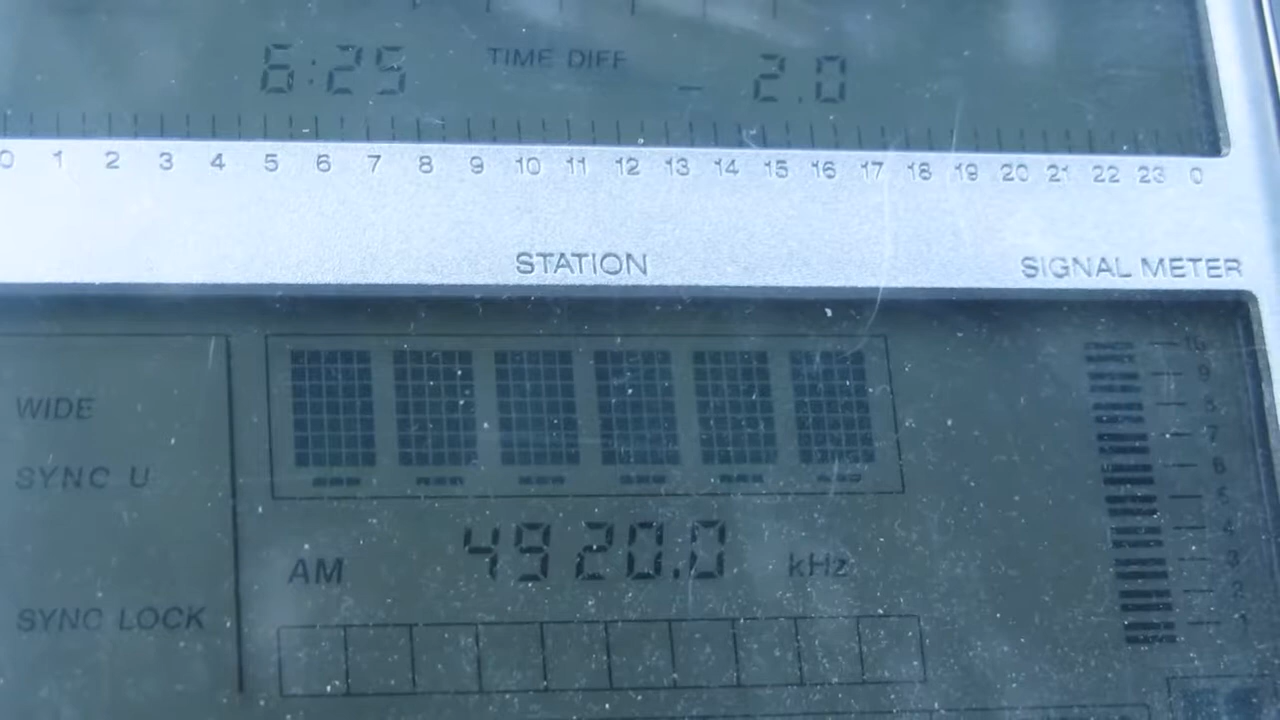 6:25 TIME DIFF - 2.0
0 1 2 3 4 5 6 7 8 9 10 11 12 13 14 15 16 17 18 19 20 21 22 23 0
STATION SIGNAL METER
WIDE
SYNC U
AM 4920.0 kHz
SYNC LOCK
10
9
8
7
6
5
4
3
2
1